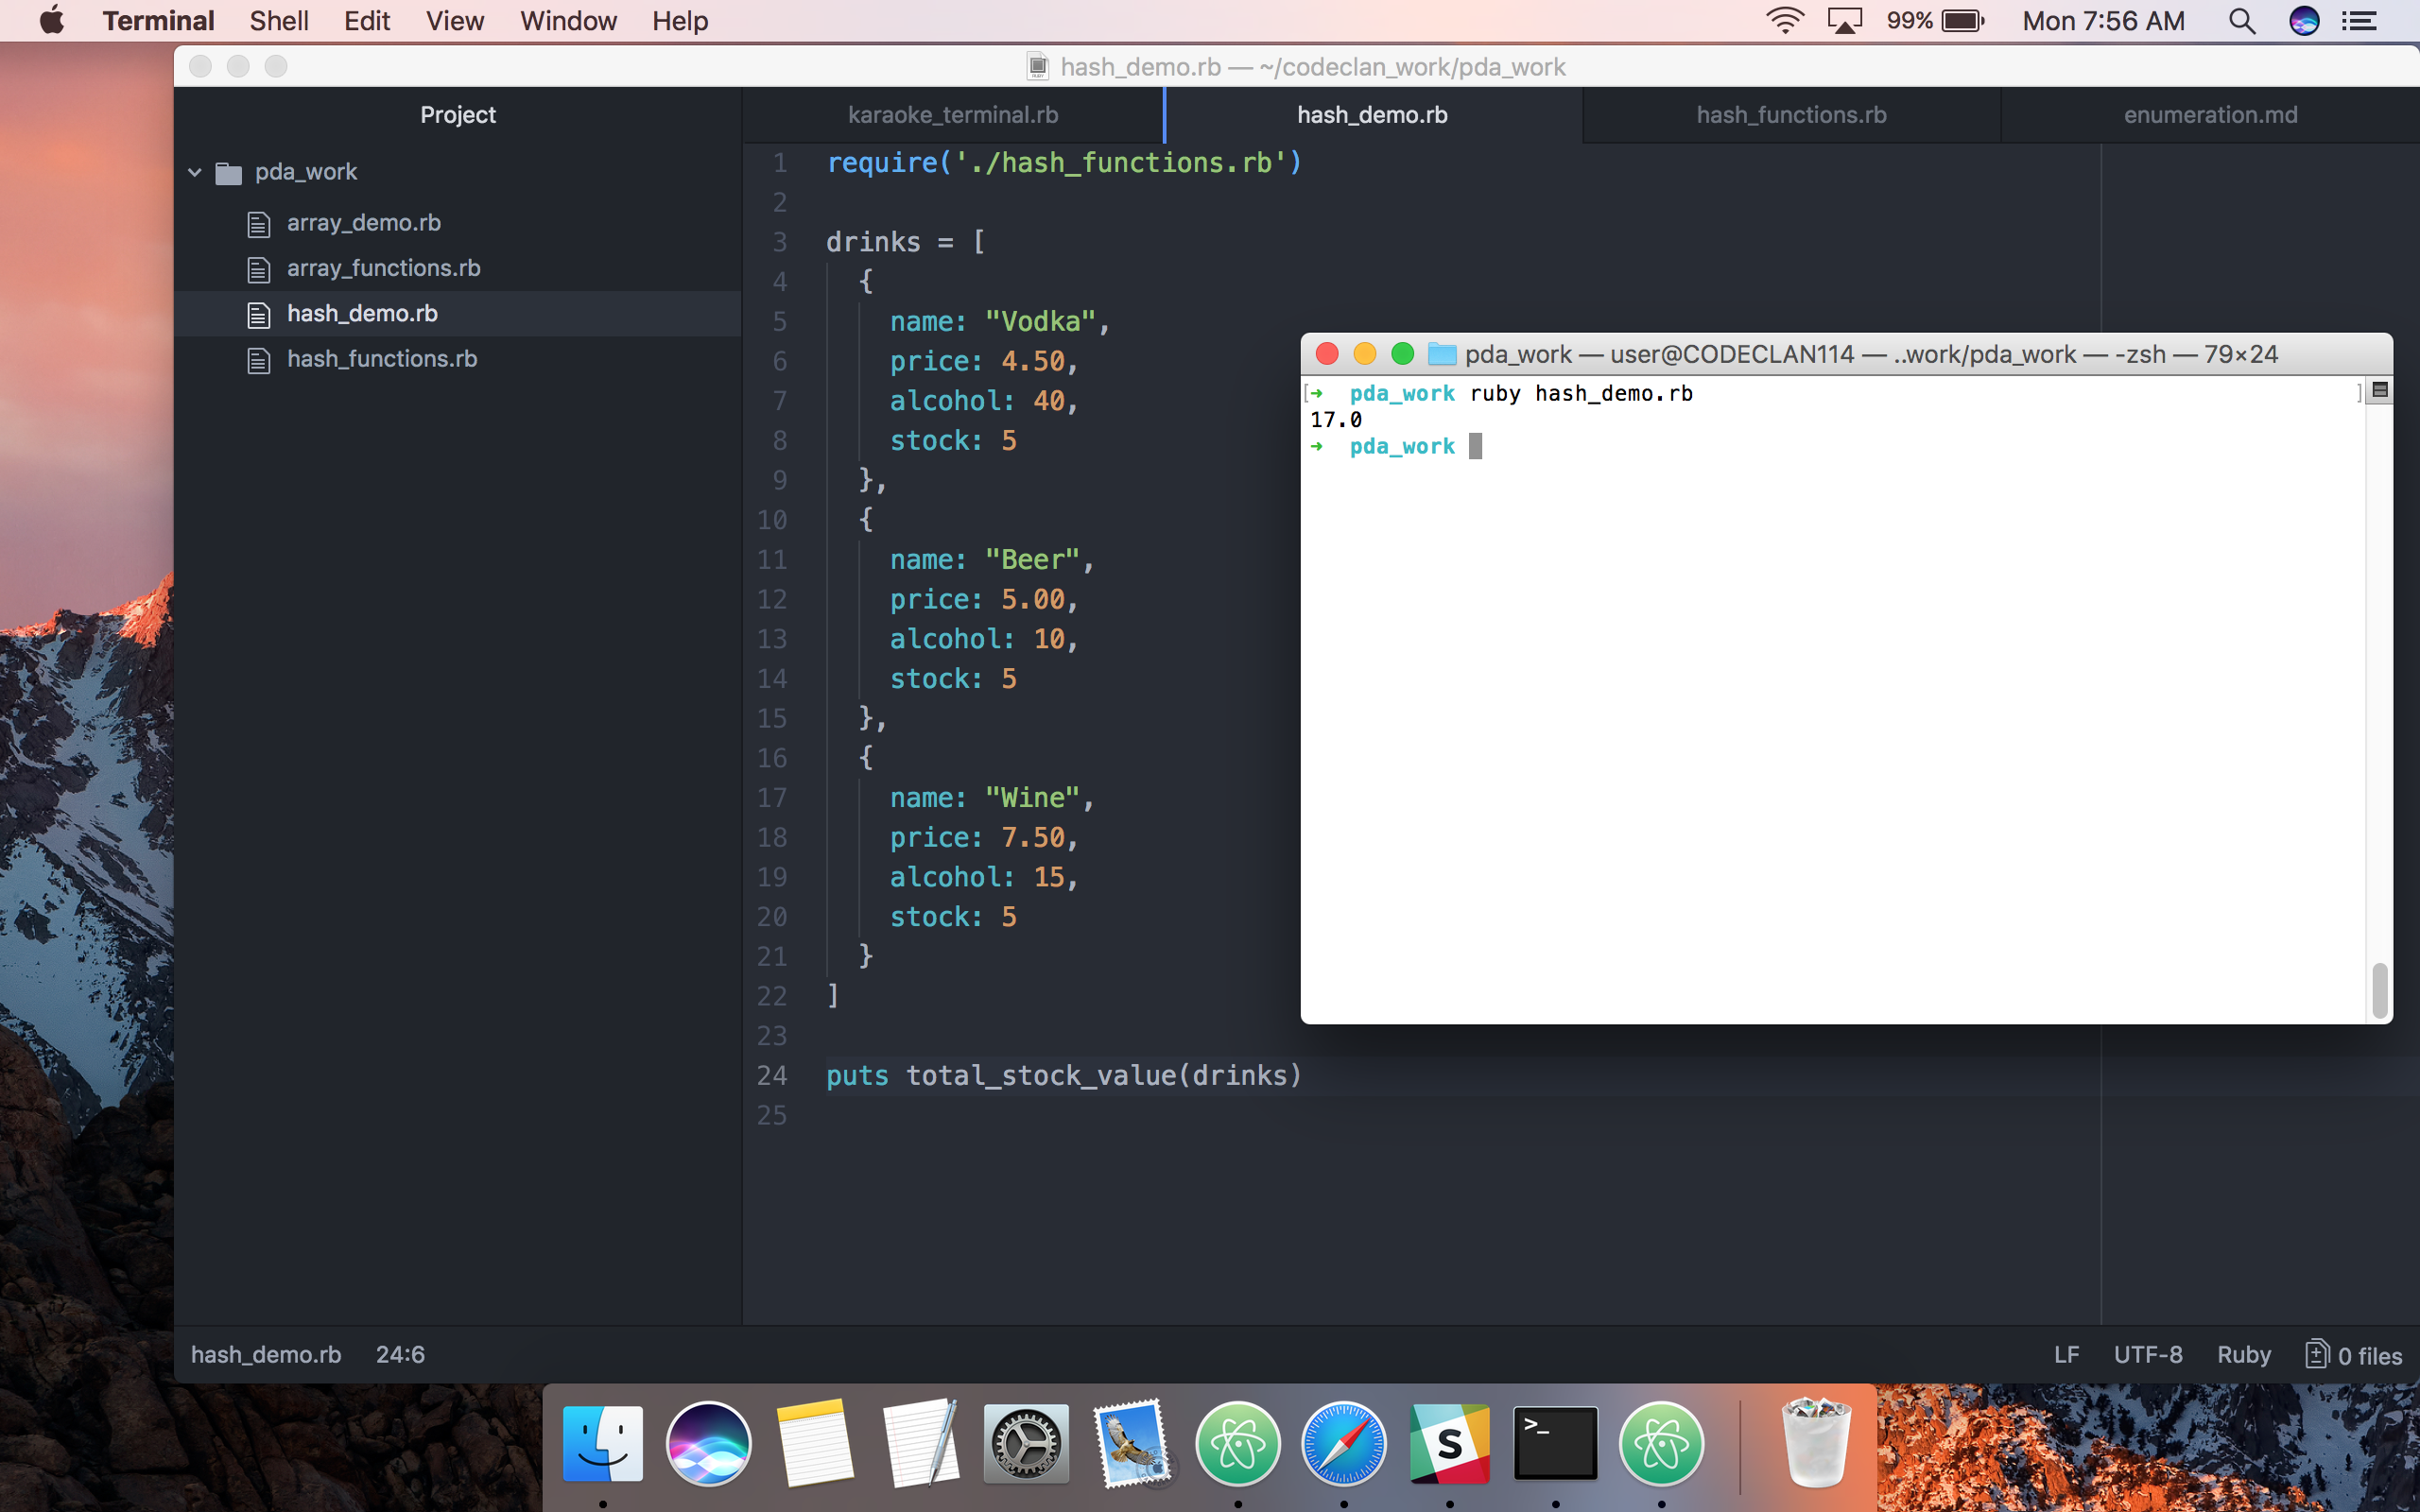 Terminal Shell Edit View Window Help 99% Mon 7:56 AM
hash_demo.rb — ~/codeclan_work/pda_work
Project
karaoke_terminal.rb hash_demo.rb hash_functions.rb enumeration.md
pda_work
array_demo.rb
array_functions.rb
hash_demo.rb
hash_functions.rb
1 require('./hash_functions.rb')
2
3 drinks = [
4 {
5 name: "Vodka",
6 price: 4.50,
7 alcohol: 40,
8 stock: 5
9 },
10 {
11 name: "Beer",
12 price: 5.00,
13 alcohol: 10,
14 stock: 5
15 },
16 {
17 name: "Wine",
18 price: 7.50,
19 alcohol: 15,
20 stock: 5
21 }
22 ]
23
24 puts total_stock_value(drinks)
25
pda_work — user@CODECLAN114 — ..work/pda_work — -zsh — 79×24
[➜ pda_work ruby hash_demo.rb ]
17.0
➜ pda_work
hash_demo.rb 24:6 LF UTF-8 Ruby 0 files
S
>_